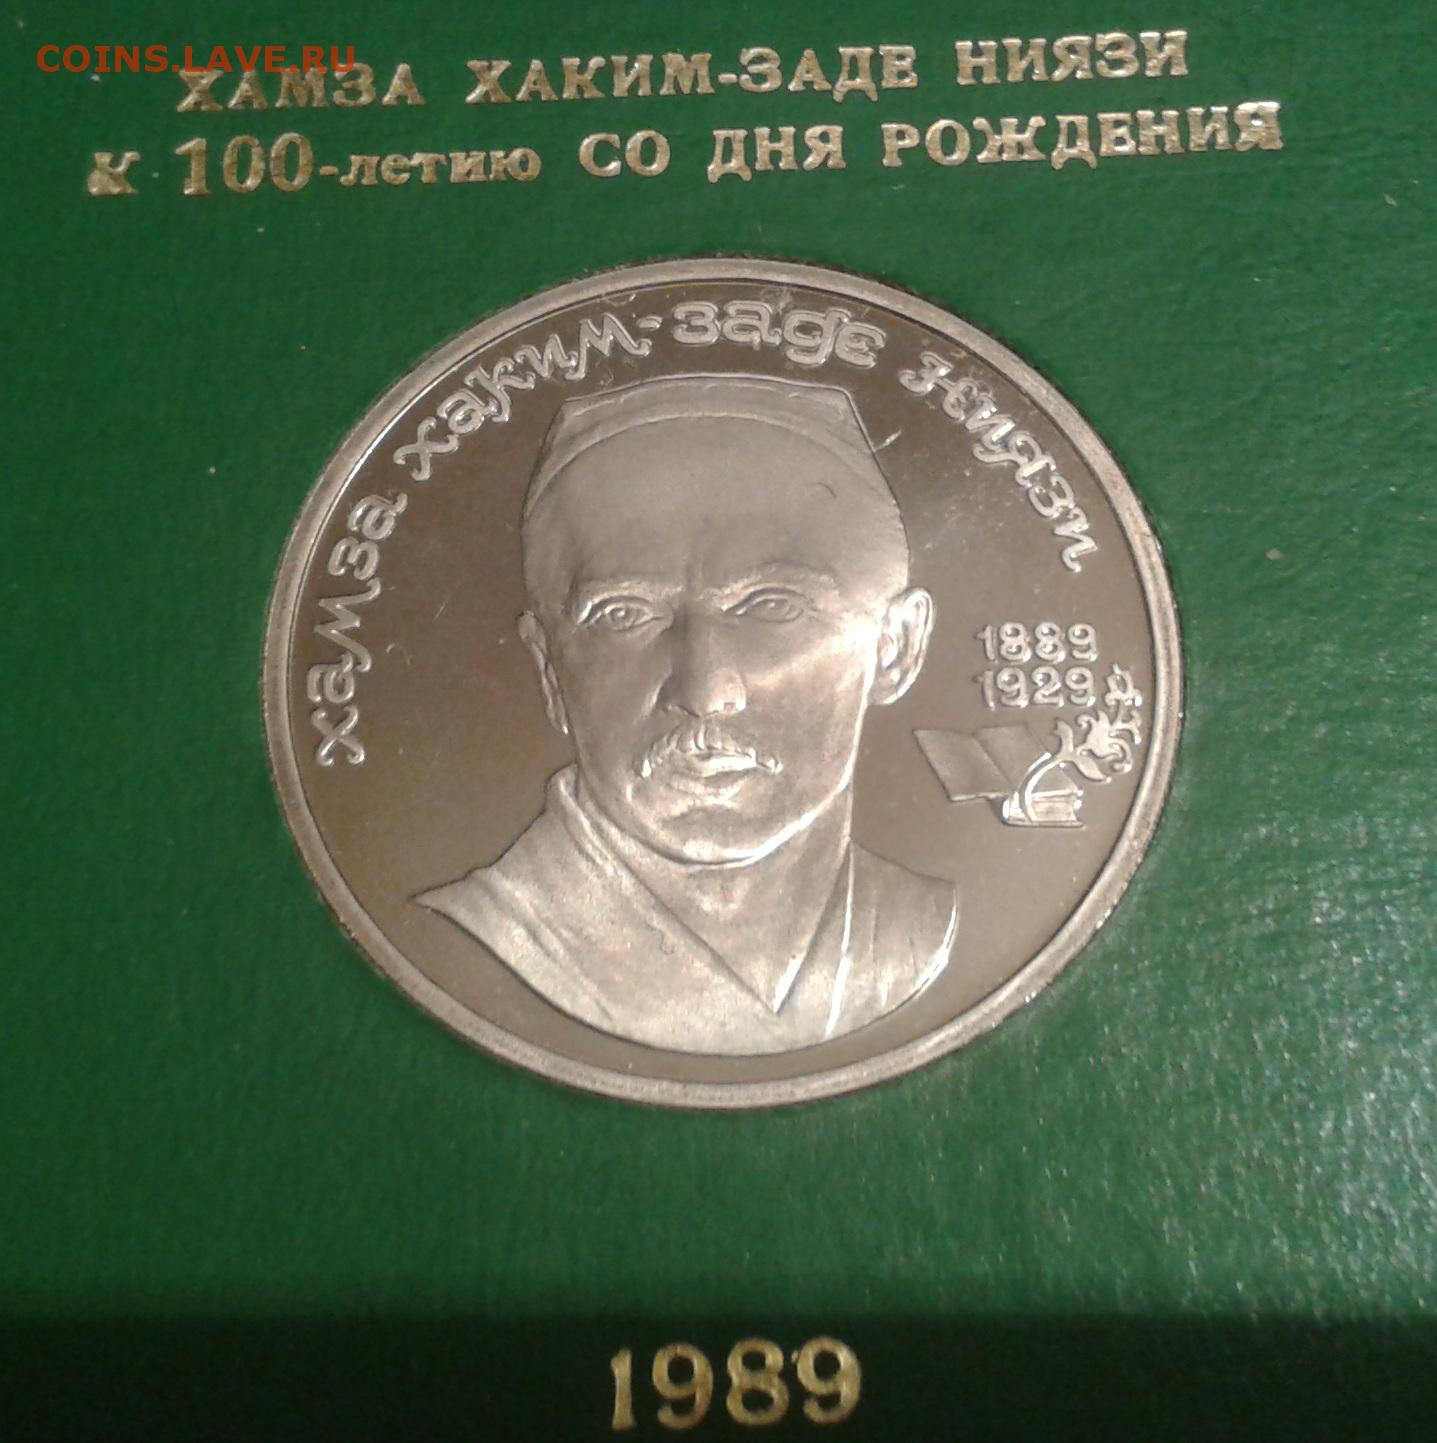 COINS.LAVE.RU
ХАМЗА ХАКИМ-ЗАДЕ НИЯЗИ
К 100-летию СО ДНЯ РОЖДЕНИЯ
хамза хаким-заде ниязи
1889
1929
1989